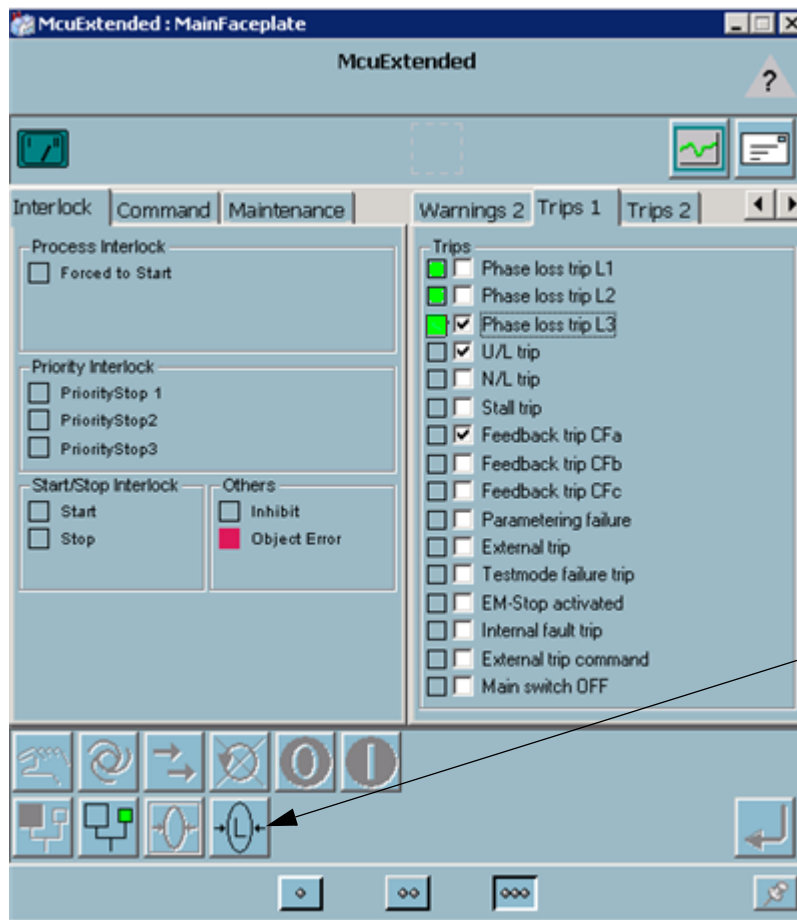 McuExtended : MainFaceplate
McuExtended
?
Interlock Command Maintenance
Process Interlock
Forced to Start
Priority Interlock
PriorityStop 1
PriorityStop2
PriorityStop3
Start/Stop Interlock
Start
Stop
Others
Inhibit
Object Error
Warnings 2 Trips 1 Trips 2
Trips
Phase loss trip L1
Phase loss trip L2
Phase loss trip L3
U/L trip
N/L trip
Stall trip
Feedback trip CFa
Feedback trip CFb
Feedback trip CFc
Parametering failure
External trip
Testmode failure trip
EM-Stop activated
Internal fault trip
External trip command
Main switch OFF
L